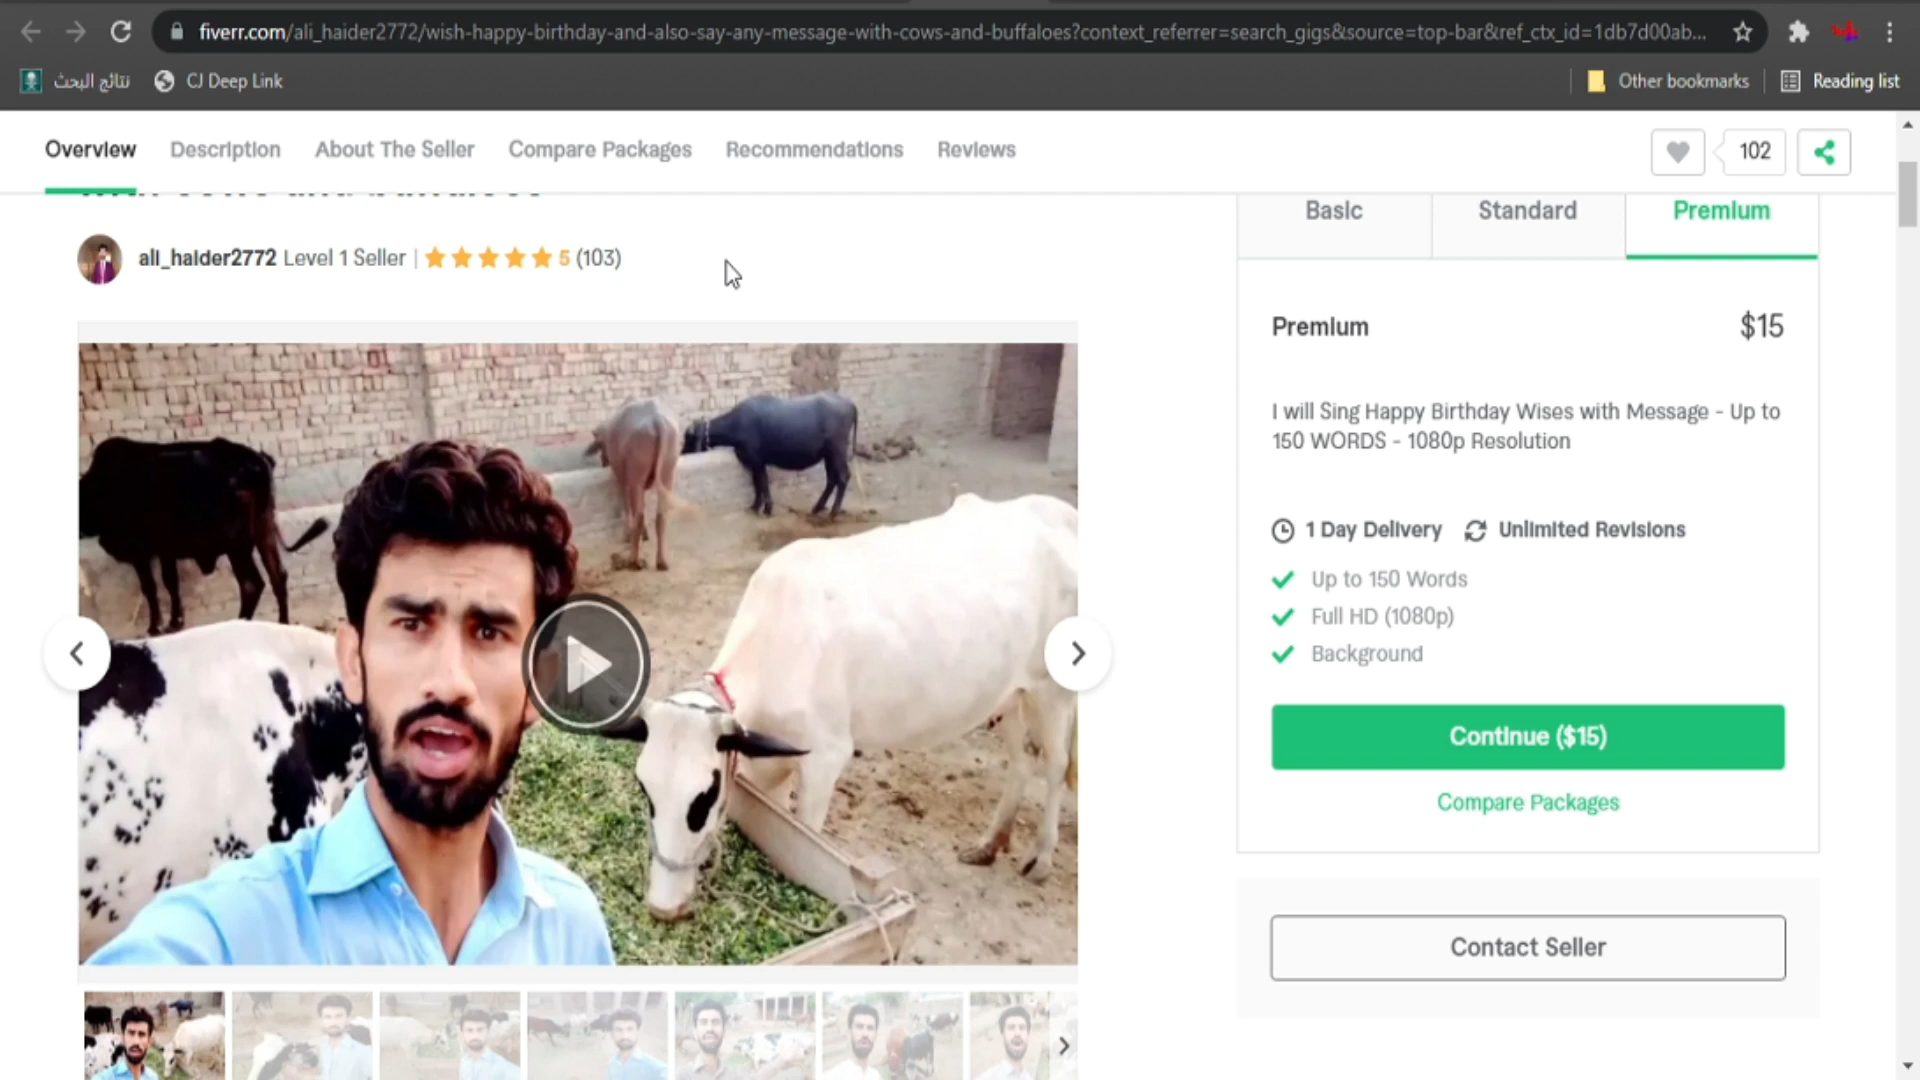 fiverr.com/ali_haider2772/wish-happy-birthday-and-also-say-any-message-with-cows-and-buffaloes?context_referrer=search_gigs&source=top-bar&ref_ctx_id=1db7d00ab...
نتائج البحث CJ Deep Link Other bookmarks Reading list
Overview Description About The Seller Compare Packages Recommendations Reviews 102
ali_haider2772 Level 1 Seller | 5 (103)
Basic Standard Premium
Premium $15
I will Sing Happy Birthday Wises with Message - Up to
150 WORDS - 1080p Resolution
1 Day Delivery Unlimited Revisions
Up to 150 Words
Full HD (1080p)
Background
Continue ($15)
Compare Packages
Contact Seller